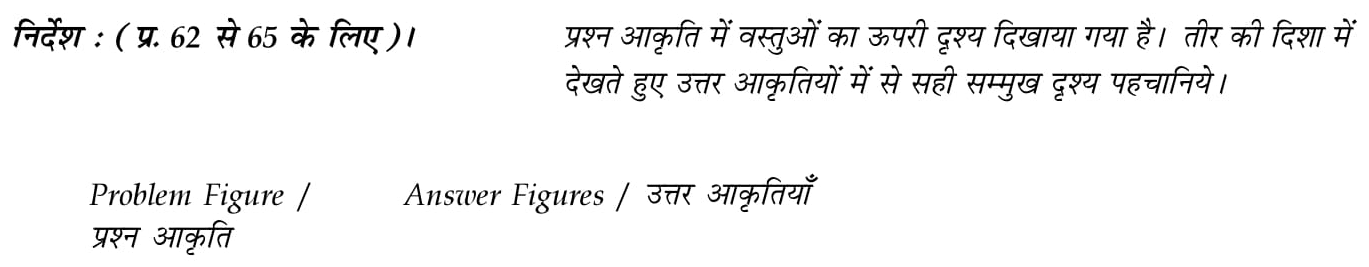 निर्देश : ( प्र. 62 से 65 के लिए )। प्रश्न आकृति में वस्तुओं का ऊपरी दृश्य दिखाया गया है। तीर की दिशा में
देखते हुए उत्तर आकृतियों में से सही सम्मुख दृश्य पहचानिये।
Problem Figure / Answer Figures / उत्तर आकृतियाँ
प्रश्न आकृति